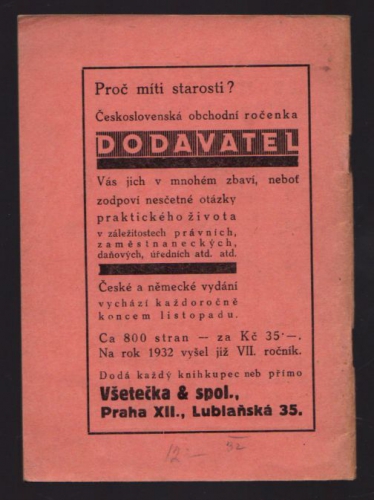 Proč míti starosti?
Československá obchodní ročenka
DODAVATEL
Vás jich v mnohém zbaví, neboť
zodpoví nesčetné otázky
praktického života
v záležitostech právních,
zaměstnaneckých,
daňových, úředních atd. atd.
České a německé vydání
vychází každoročně
koncem listopadu.
Ca 800 stran — za Kč 35·—.
Na rok 1932 vyšel již VII. ročník.
Dodá každý knihkupec neb přímo
Všetečka & spol.,
Praha XII., Lublaňská 35.
12·—